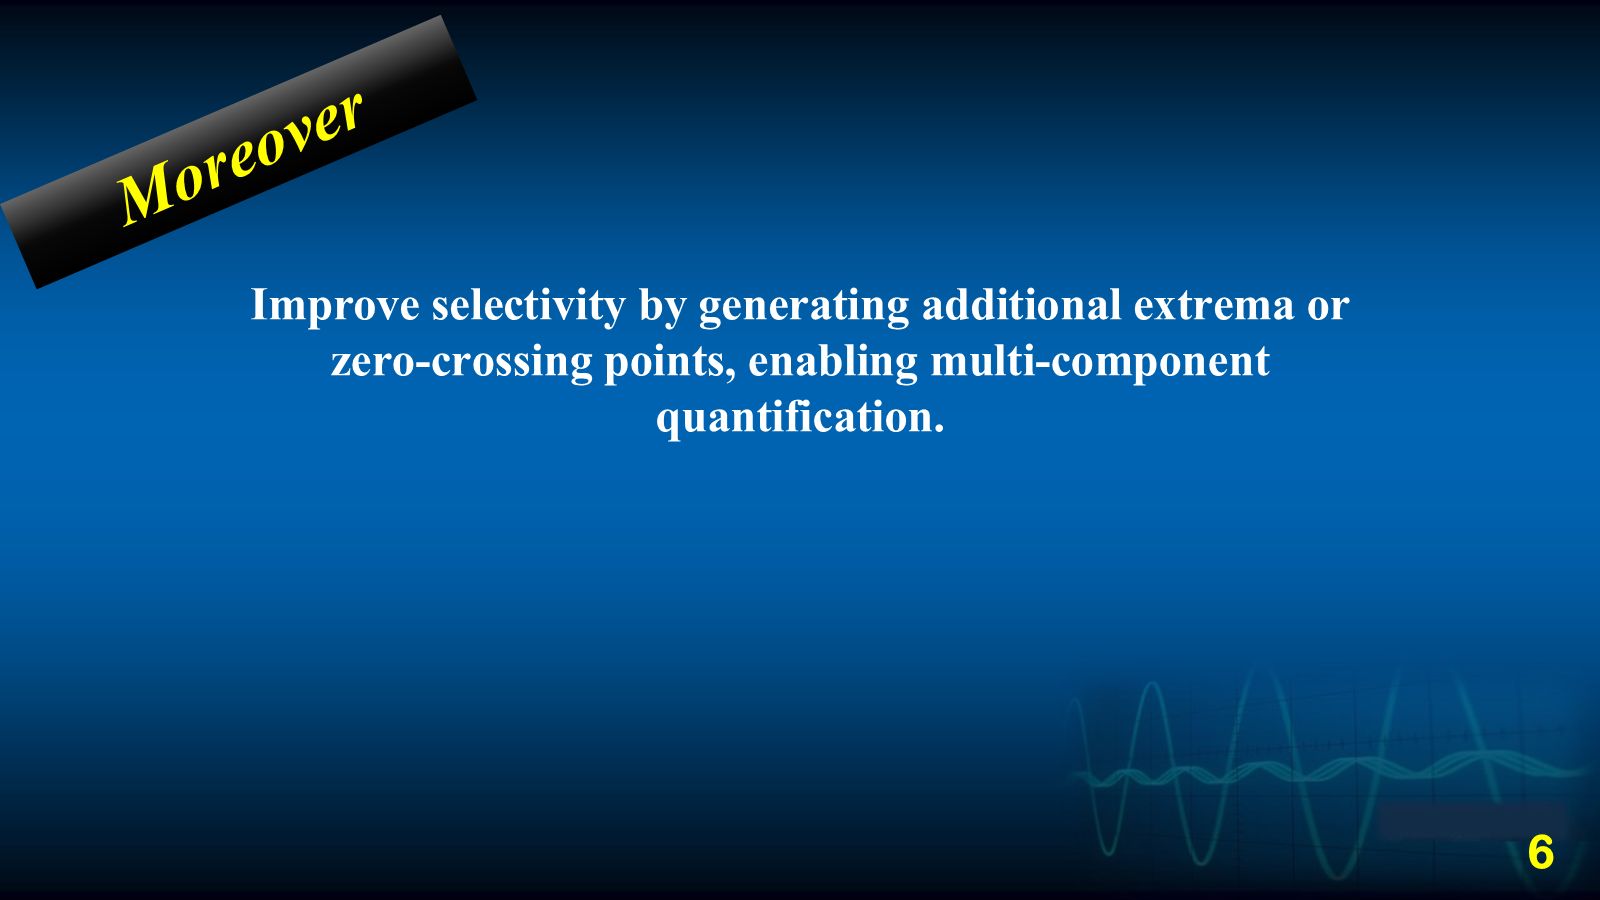 Moreover
Improve selectivity by generating additional extrema or
zero-crossing points, enabling multi-component
quantification.
6